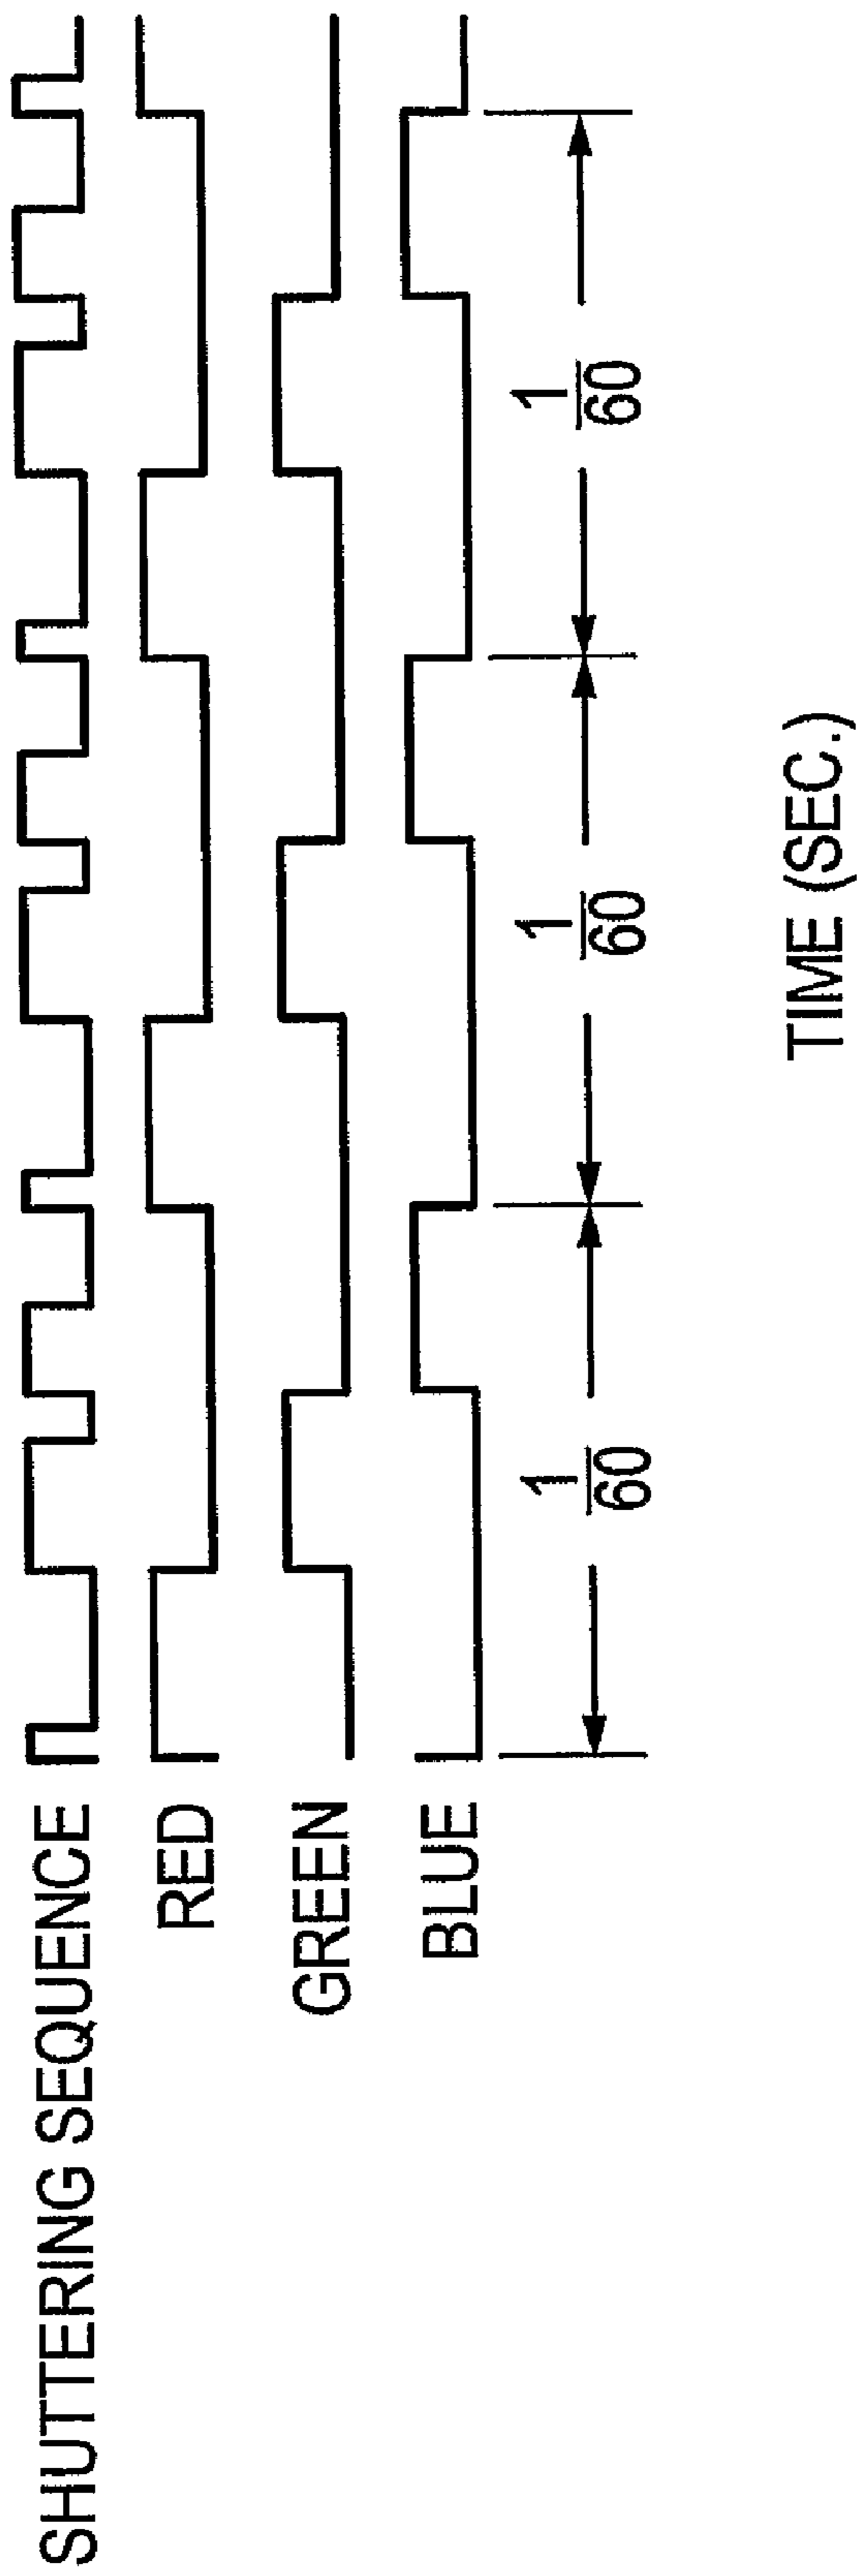 SHUTTERING SEQUENCE
RED
GREEN
BLUE
1/60
1/60
1/60
TIME (SEC.)